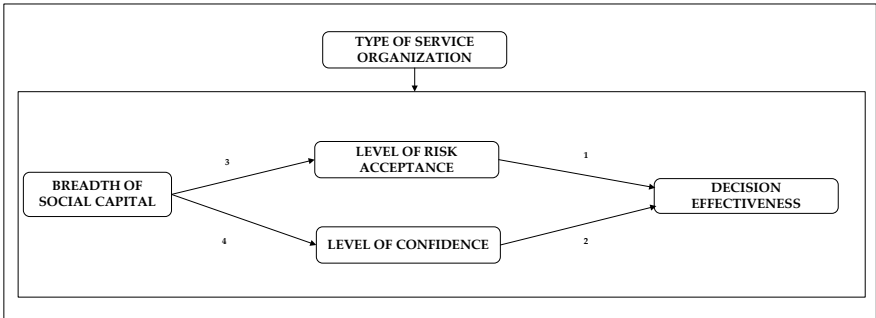 TYPE OF SERVICE
ORGANIZATION
3
LEVEL OF RISK
ACCEPTANCE
1
BREADTH OF
SOCIAL CAPITAL
DECISION
EFFECTIVENESS
4
LEVEL OF CONFIDENCE
2